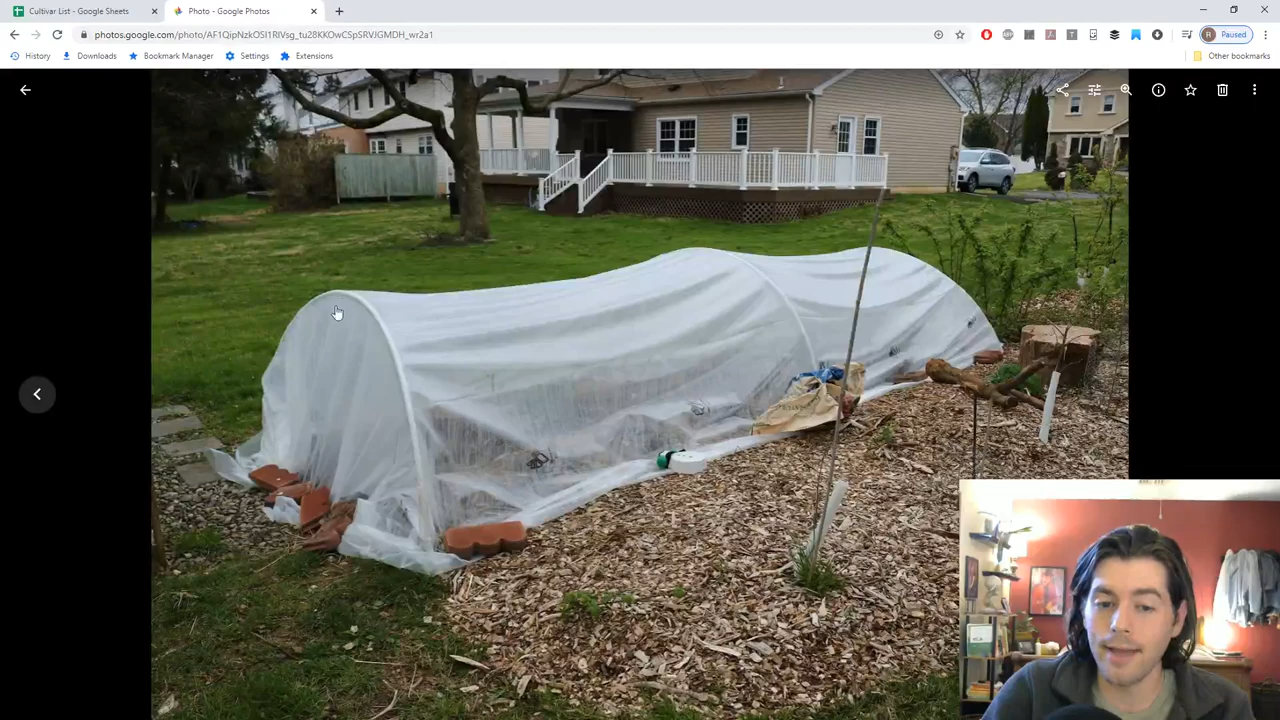 Cultivar List - Google Sheets
Photo - Google Photos
photos.google.com/photo/AF1QipNzkOSI1RIVsg_tu28KKOwCSpSRVJGMDH_wr2a1
R
Paused
History
Downloads
Bookmark Manager
Settings
Extensions
Other bookmarks